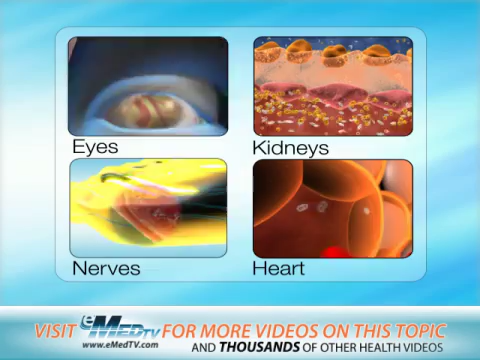 Eyes
Kidneys
Nerves
Heart
VISIT eMEDTV FOR MORE VIDEOS ON THIS TOPIC
www.eMedTV.com AND THOUSANDS OF OTHER HEALTH VIDEOS